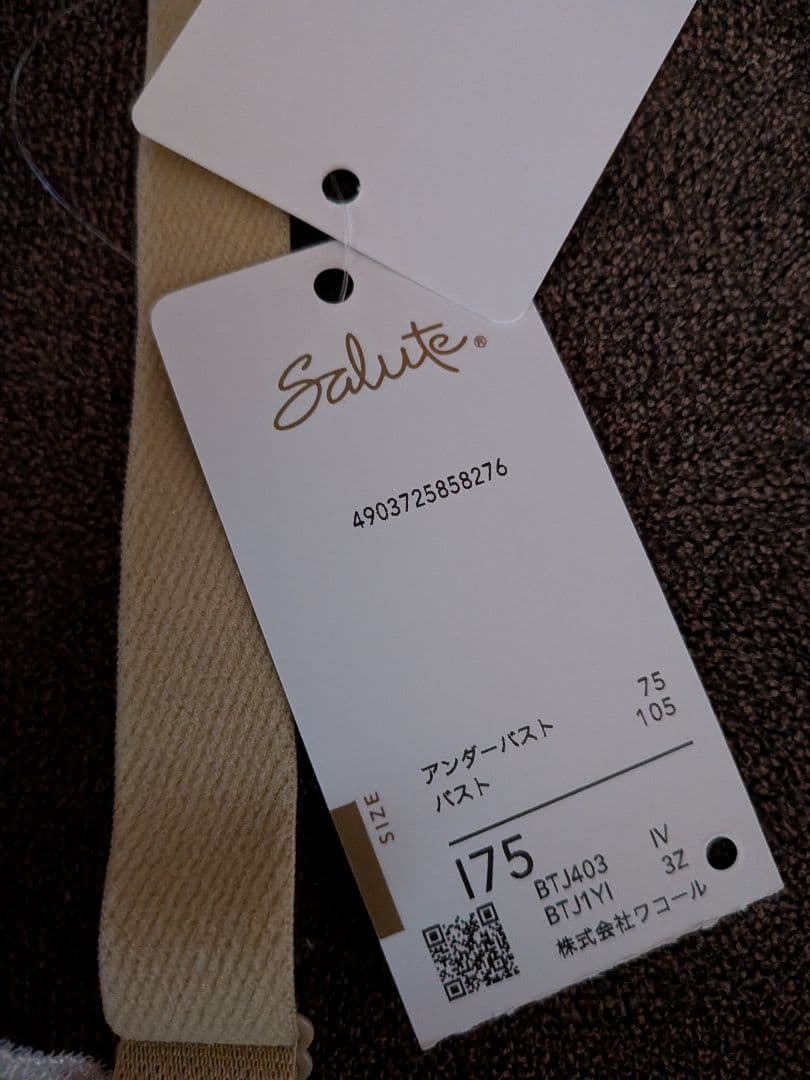 Salute®
4903725858276
アンダーバスト 75
バスト 105
SIZE
I75
BTJ403 IV
BTJ1YI 3Z
株式会社ワコール